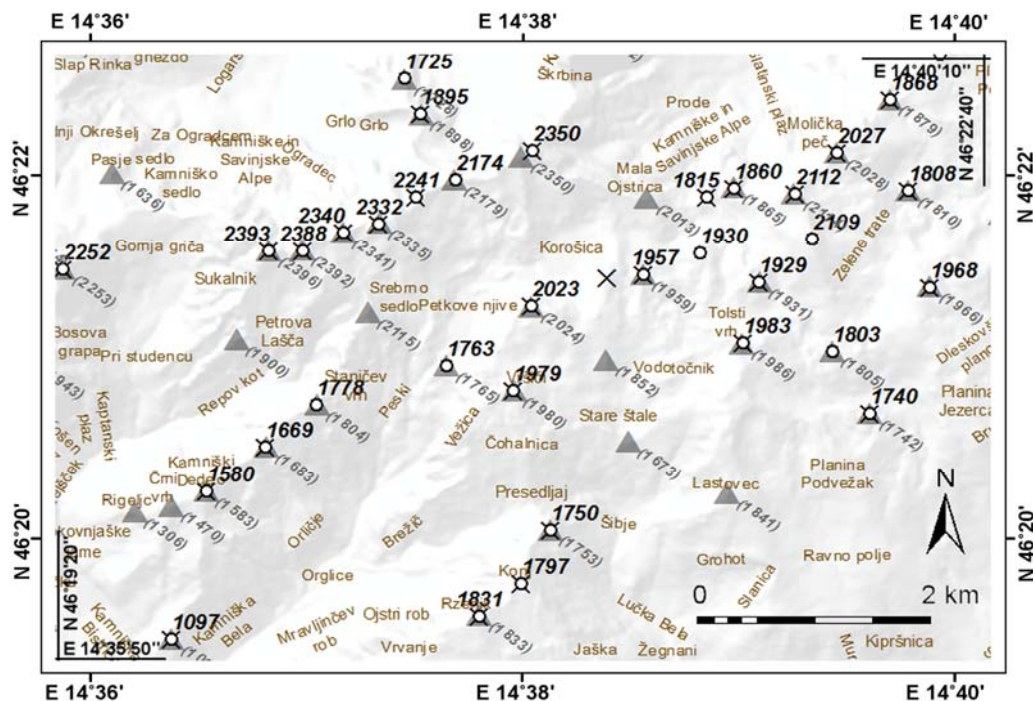 E 14°36'
E 14°38'
E 14°40'
Slap Rinka
gnezdo
1725
Škrbina
E 14°40'10"
1868
(1879)
N 46°22'40"
1895
(1899)
Prode
Kamniške in
Savinjske Alpe
Molička
peč
2027
(2028)
Okrešelj
Za Ogradcem
Grlo
Grlo
Kamniške in
Savinjske
Alpe
Ogradec
2350
(2350)
N 46°22'
N 46°22'
Pasje sedlo
Kamniško
sedlo
(1636)
2174
(2179)
2241
Mala
Ojstrica
(2013)
1815
1860
(1865)
2112
1808
(1810)
2332
(2335)
2340
(2341)
2393
(2396)
2388
(2392)
Gornja griča
Korošica
1930
2109
Zelene trate
2252
(2253)
Sukalnik
1957
(1959)
1929
(1931)
1968
(1966)
Srebrno
sedlo
(2115)
Petkove njive
2023
(2024)
Petrova
Lašča
(1900)
Tolsti
vrh
1983
(1986)
1803
(1805)
Bosova
grapa
Pri studencu
1763
(1765)
(1852)
Vodotočnik
1979
(1980)
Repov kot
Staničev
vrh
1778
(1804)
Peski
Vežica
Stare štale
1740
(1742)
Planina
Jezerca
Kaptanski
plaz
1669
(1683)
Čohalnica
(1673)
Kamniški
Dedec
Črni
vrh
1580
(1583)
Rigeljc
(1306)
(1470)
Presedljaj
Lastovec
(1841)
Planina
Podvežak
N
N 46°20'
N 46°20'
Orličje
Brežič
1750
(1753)
Šibje
Grohot
Ravno polje
N 46°19'20"
Orglice
1797
Slanica
0
2 km
1831
(1833)
Ojstri rob
Mravljinčev
rob
Lučka Bela
1097
Kamniška
Bela
Vrvanje
Jaška
Žegnani
Kipršnica
E 14°35'50"
E 14°36'
E 14°38'
E 14°40'